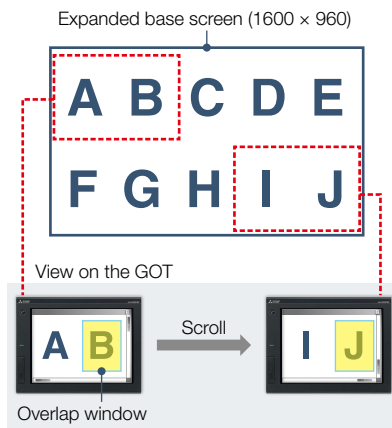 Expanded base screen (1600 × 960)
A B C D E
F G H I J
View on the GOT
A B
Scroll
I J
Overlap window